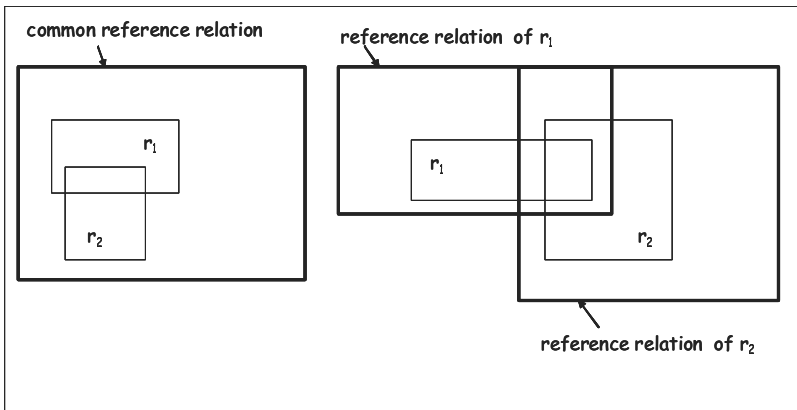 common reference relation
r₁
r₂
reference relation of r₁
r₁
r₂
reference relation of r₂